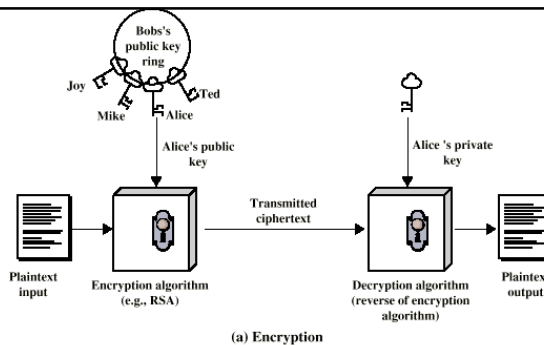 Bobs's
public key
ring
Joy
Ted
Mike
Alice
Alice's public
key
Alice 's private
key
Transmitted
ciphertext
Plaintext
input
Encryption algorithm
(e.g., RSA)
Decryption algorithm
(reverse of encryption
algorithm)
Plaintext
output
(a) Encryption